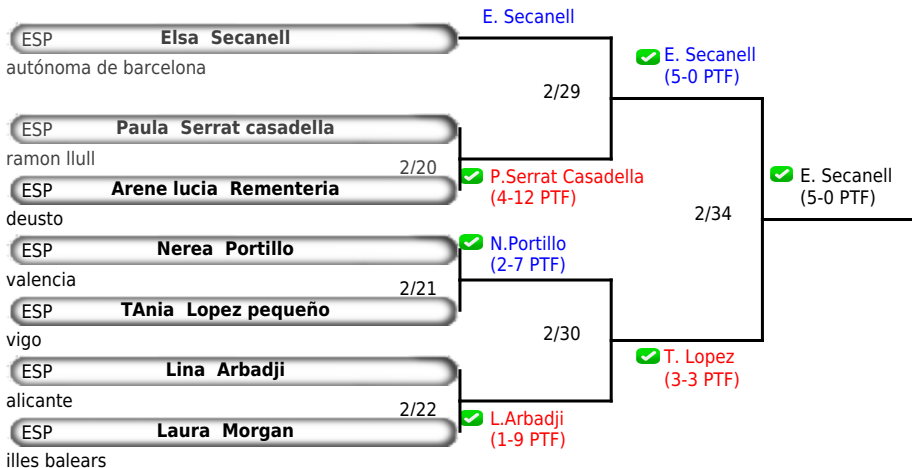 E. Secanell
ESP Elsa Secanell
autónoma de barcelona
E. Secanell
(5-0 PTF)
2/29
ESP Paula Serrat casadella
ramon llull
2/20
P.Serrat Casadella
(4-12 PTF)
ESP Arene lucia Rementeria
deusto
E. Secanell
(5-0 PTF)
2/34
ESP Nerea Portillo
valencia
N.Portillo
(2-7 PTF)
2/21
ESP TAnia Lopez pequeño
vigo
2/30
T. Lopez
(3-3 PTF)
ESP Lina Arbadji
alicante
2/22
L.Arbadji
(1-9 PTF)
ESP Laura Morgan
illes balears